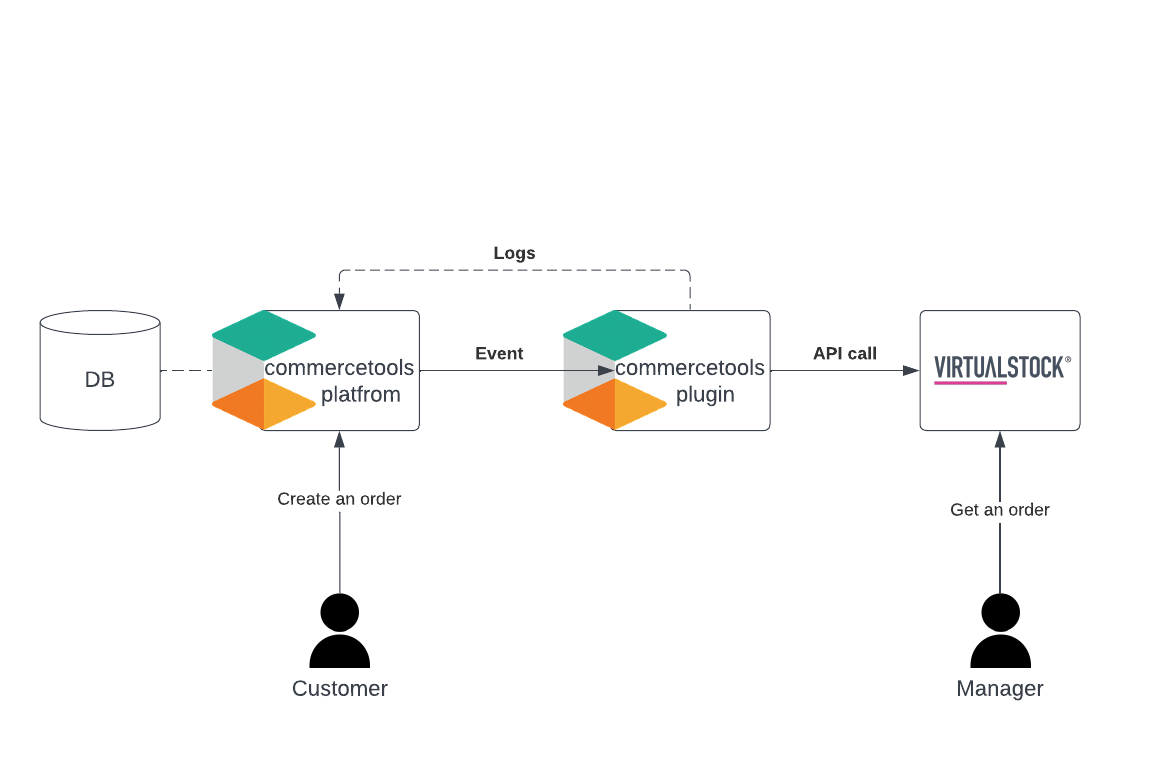 Logs
Event
API call
DB
commercetools
platfrom
commercetools
plugin
VIRTUALSTOCK®
Create an order
Get an order
Customer
Manager